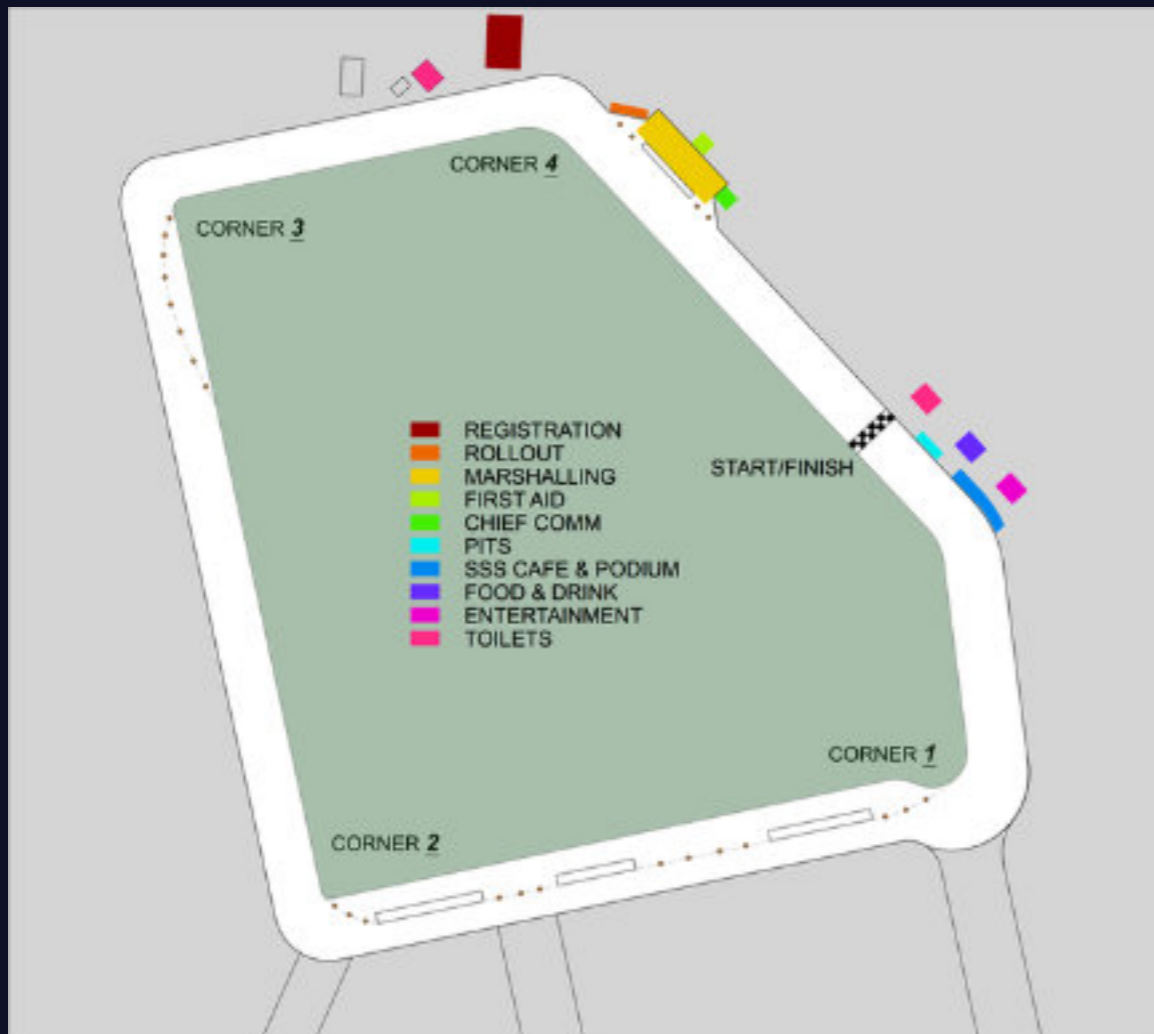 CORNER 4
CORNER 3
REGISTRATION
ROLLOUT
MARSHALLING
FIRST AID
CHIEF COMM
PITS
SSS CAFE & PODIUM
FOOD & DRINK
ENTERTAINMENT
TOILETS
START/FINISH
CORNER 1
CORNER 2